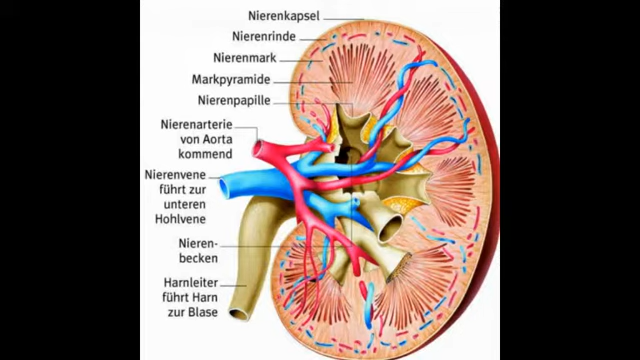 Nierenkapsel
Nierenrinde
Nierenmark
Markpyramide
Nierenpapille
Nierenarterie
von Aorta
kommend
Nierenvene
führt zur
unteren
Hohlvene
Nieren-
becken
Harnleiter
führt Harn
zur Blase